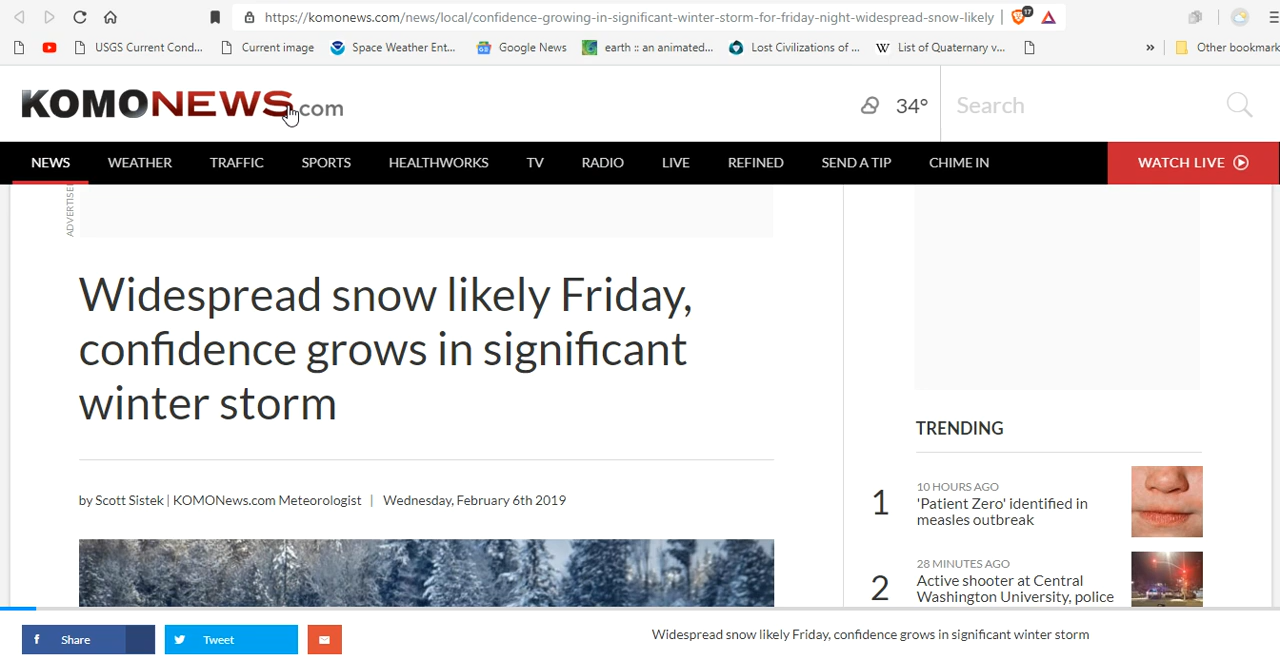 https://komonews.com/news/local/confidence-growing-in-significant-winter-storm-for-friday-night-widespread-snow-likely
17
USGS Current Cond... Current image Space Weather Ent... Google News earth :: an animated... Lost Civilizations of ... W List of Quaternary v... » Other bookmark
KOMONEWS.com
34° Search
NEWS WEATHER TRAFFIC SPORTS HEALTHWORKS TV RADIO LIVE REFINED SEND A TIP CHIME IN WATCH LIVE
ADVERTISE
Widespread snow likely Friday,
confidence grows in significant
winter storm
by Scott Sistek | KOMONews.com Meteorologist | Wednesday, February 6th 2019
TRENDING
1
10 HOURS AGO
'Patient Zero' identified in
measles outbreak
2
28 MINUTES AGO
Active shooter at Central
Washington University, police
f Share
Tweet
Widespread snow likely Friday, confidence grows in significant winter storm